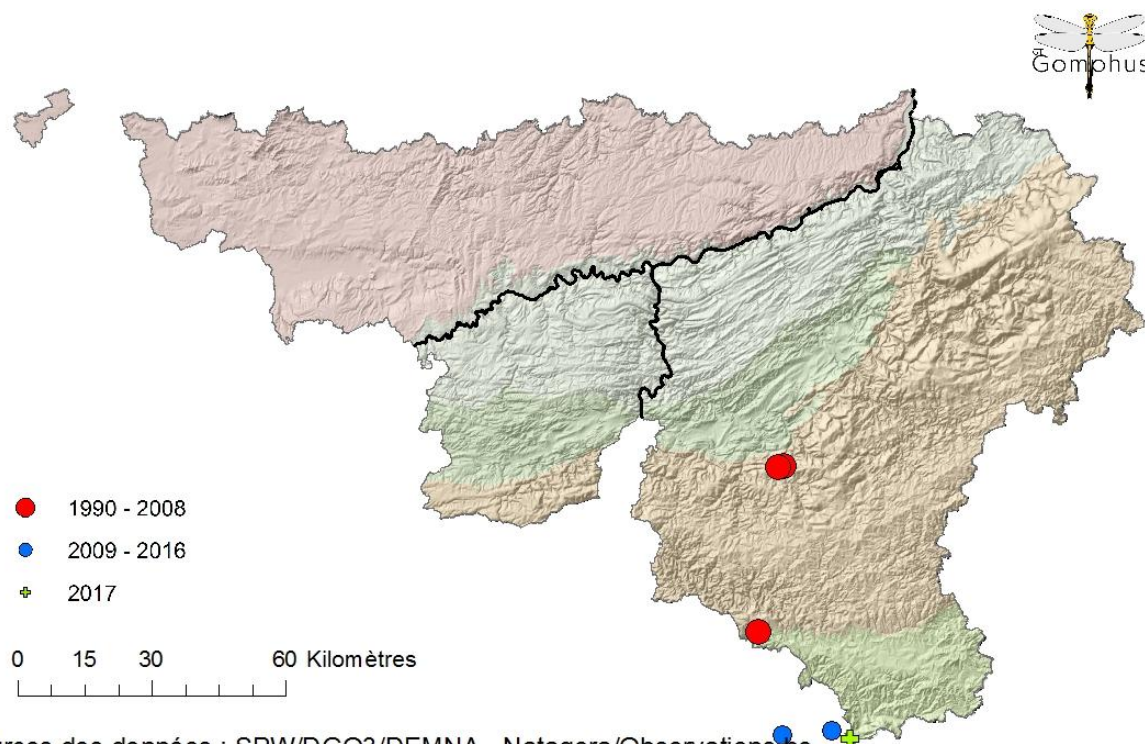 GT
Gomphus
1990 - 2008
2009 - 2016
2017
0 15 30 60 Kilomètres
des données : SPW/DGO3/DEMNA - Natagora/Observations.be